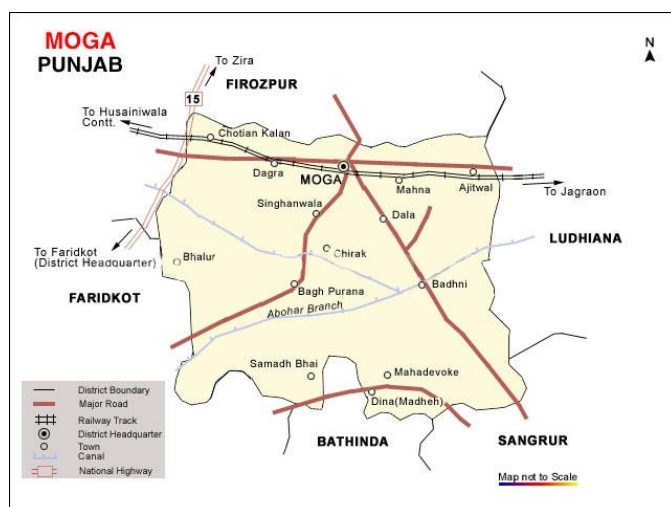 MOGA
PUNJAB
N
To Zira
FIROZPUR
15
To Husainiwala
Contt.
Chotian Kalan
Dagra
MOGA
Mahna
Ajitwal
To Jagraon
Singhanwala
Dala
To Faridkot
(District Headquarter)
Bhalur
Chirak
LUDHIANA
FARIDKOT
Bagh Purana
Badhni
Abohar Branch
Samadh Bhai
Mahadevoke
Dina(Madheh)
BATHINDA
SANGRUR
District Boundary
Major Road
Railway Track
District Headquarter
Town
Canal
National Highway
Map not to Scale